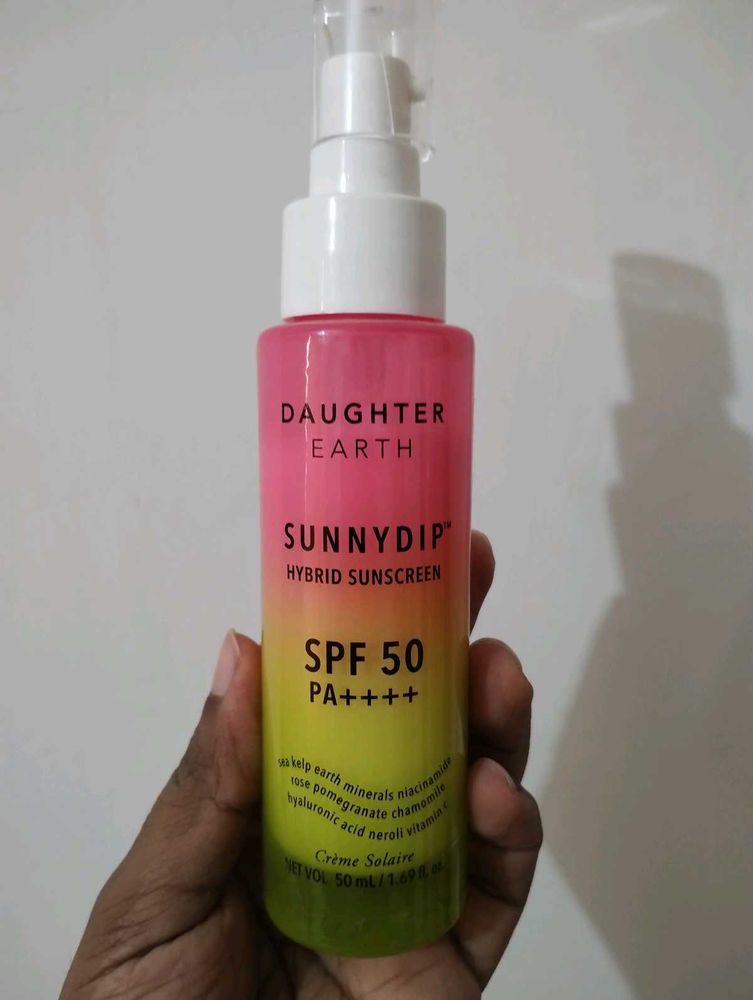 DAUGHTER
EARTH
SUNNYDIP™
HYBRID SUNSCREEN
SPF 50
PA++++
sea kelp earth minerals niacinamide
rose pomegranate chamomile
hyaluronic acid neroli vitamin c
Crème Solaire
NET VOL 50 mL / 1.69 fl. oz.